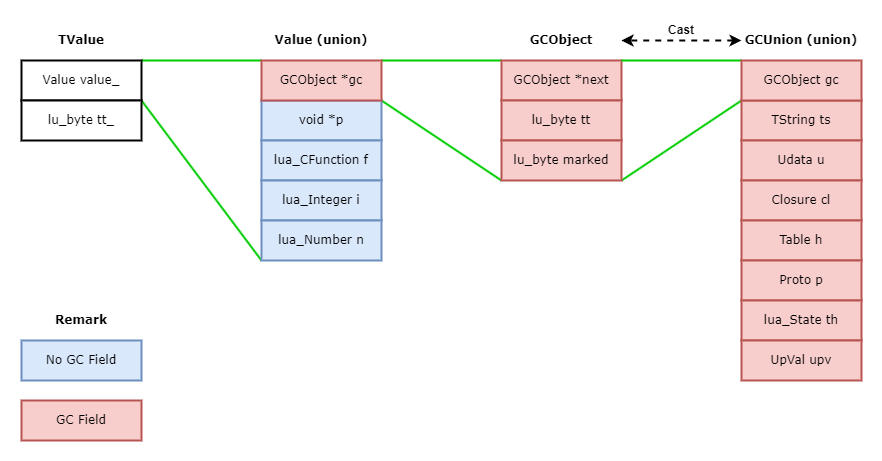 TValue
Value value_
lu_byte tt_
Value (union)
GCObject *gc
void *p
lua_CFunction f
lua_Integer i
lua_Number n
GCObject
GCObject *next
lu_byte tt
lu_byte marked
Cast
GCUnion (union)
GCObject gc
TString ts
Udata u
Closure cl
Table h
Proto p
lua_State th
UpVal upv
Remark
No GC Field
GC Field